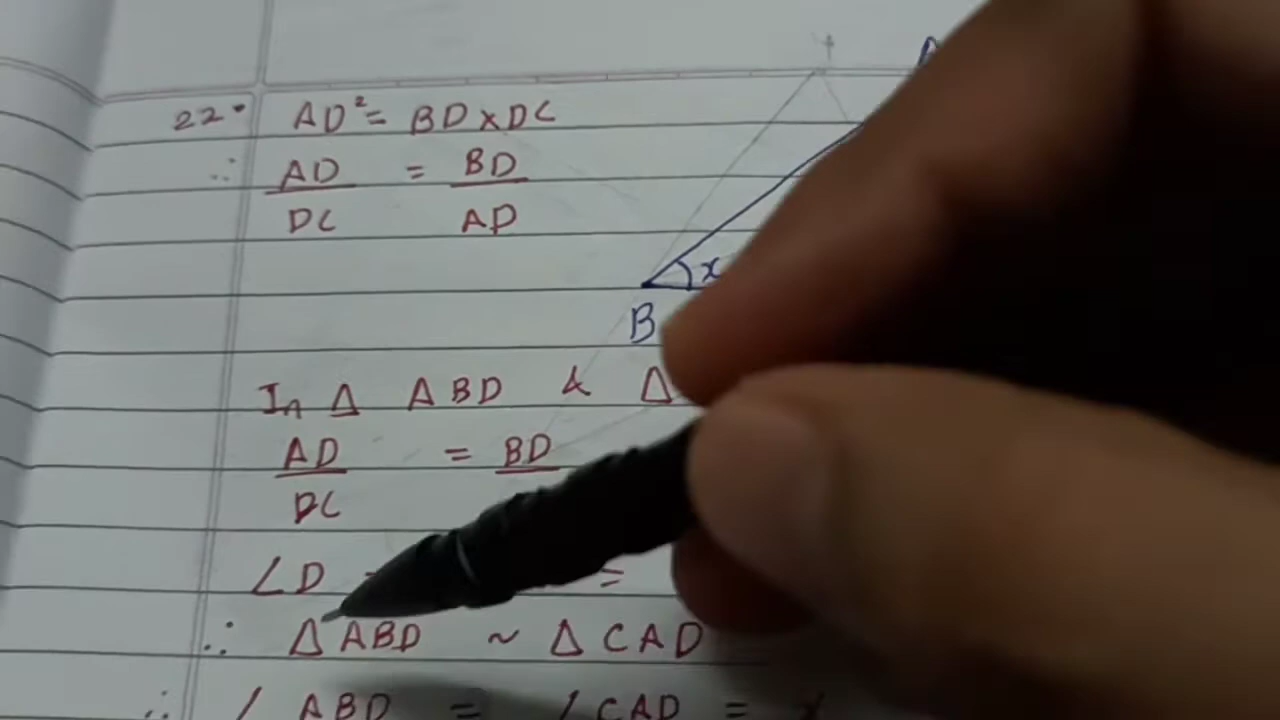 22. AD² = BD × DC
∴ AD/DC = BD/AD
x
B
In Δ ABD & Δ
AD/DC = BD
∠D =
∴ Δ ABD ~ Δ CAD
∴ ∠ ABD = ∠ CAD = x